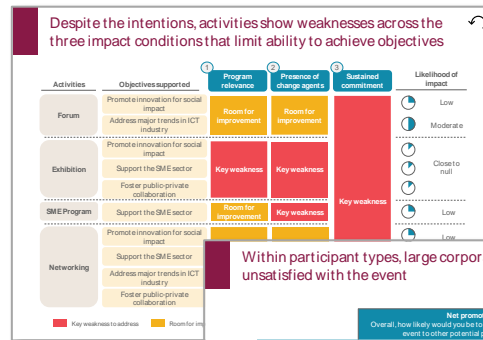 Despite the intentions, activities show weaknesses across the
three impact conditions that limit ability to achieve objectives
1
2
3
Activities
Objectives supported
Program
relevance
Presence of
change agents
Sustained
commitment
Likelihood of
impact
Forum
Promote innovation for social
impact
Address major trends in ICT
industry
Room for
improvement
Room for
improvement
Low
Moderate
Exhibition
Promote innovation for social
impact
Support the SME sector
Foster public-private
collaboration
Key weakness
Key weakness
Key weakness
Close to
null
SME Program
Support the SME sector
Room for
improvement
Key weakness
Low
Networking
Promote innovation for social
impact
Support the SME sector
Address major trends in ICT
industry
Foster public-private
collaboration
Low
Key weakness to address
Room for
Within participant types, large corpor
unsatisfied with the event
Net promo
Overall, how likely would you be to
event to other potential p